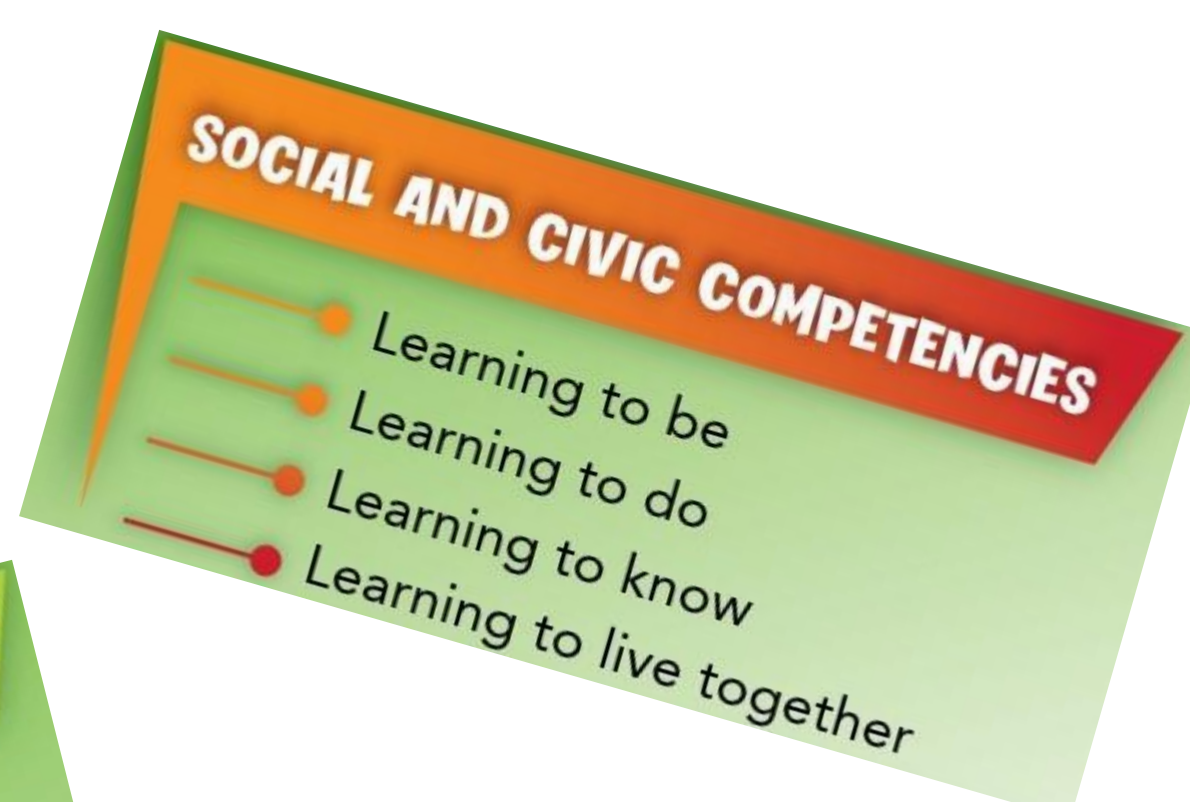 SOCIAL AND CIVIC COMPETENCIES
Learning to be
Learning to do
Learning to know
Learning to live together